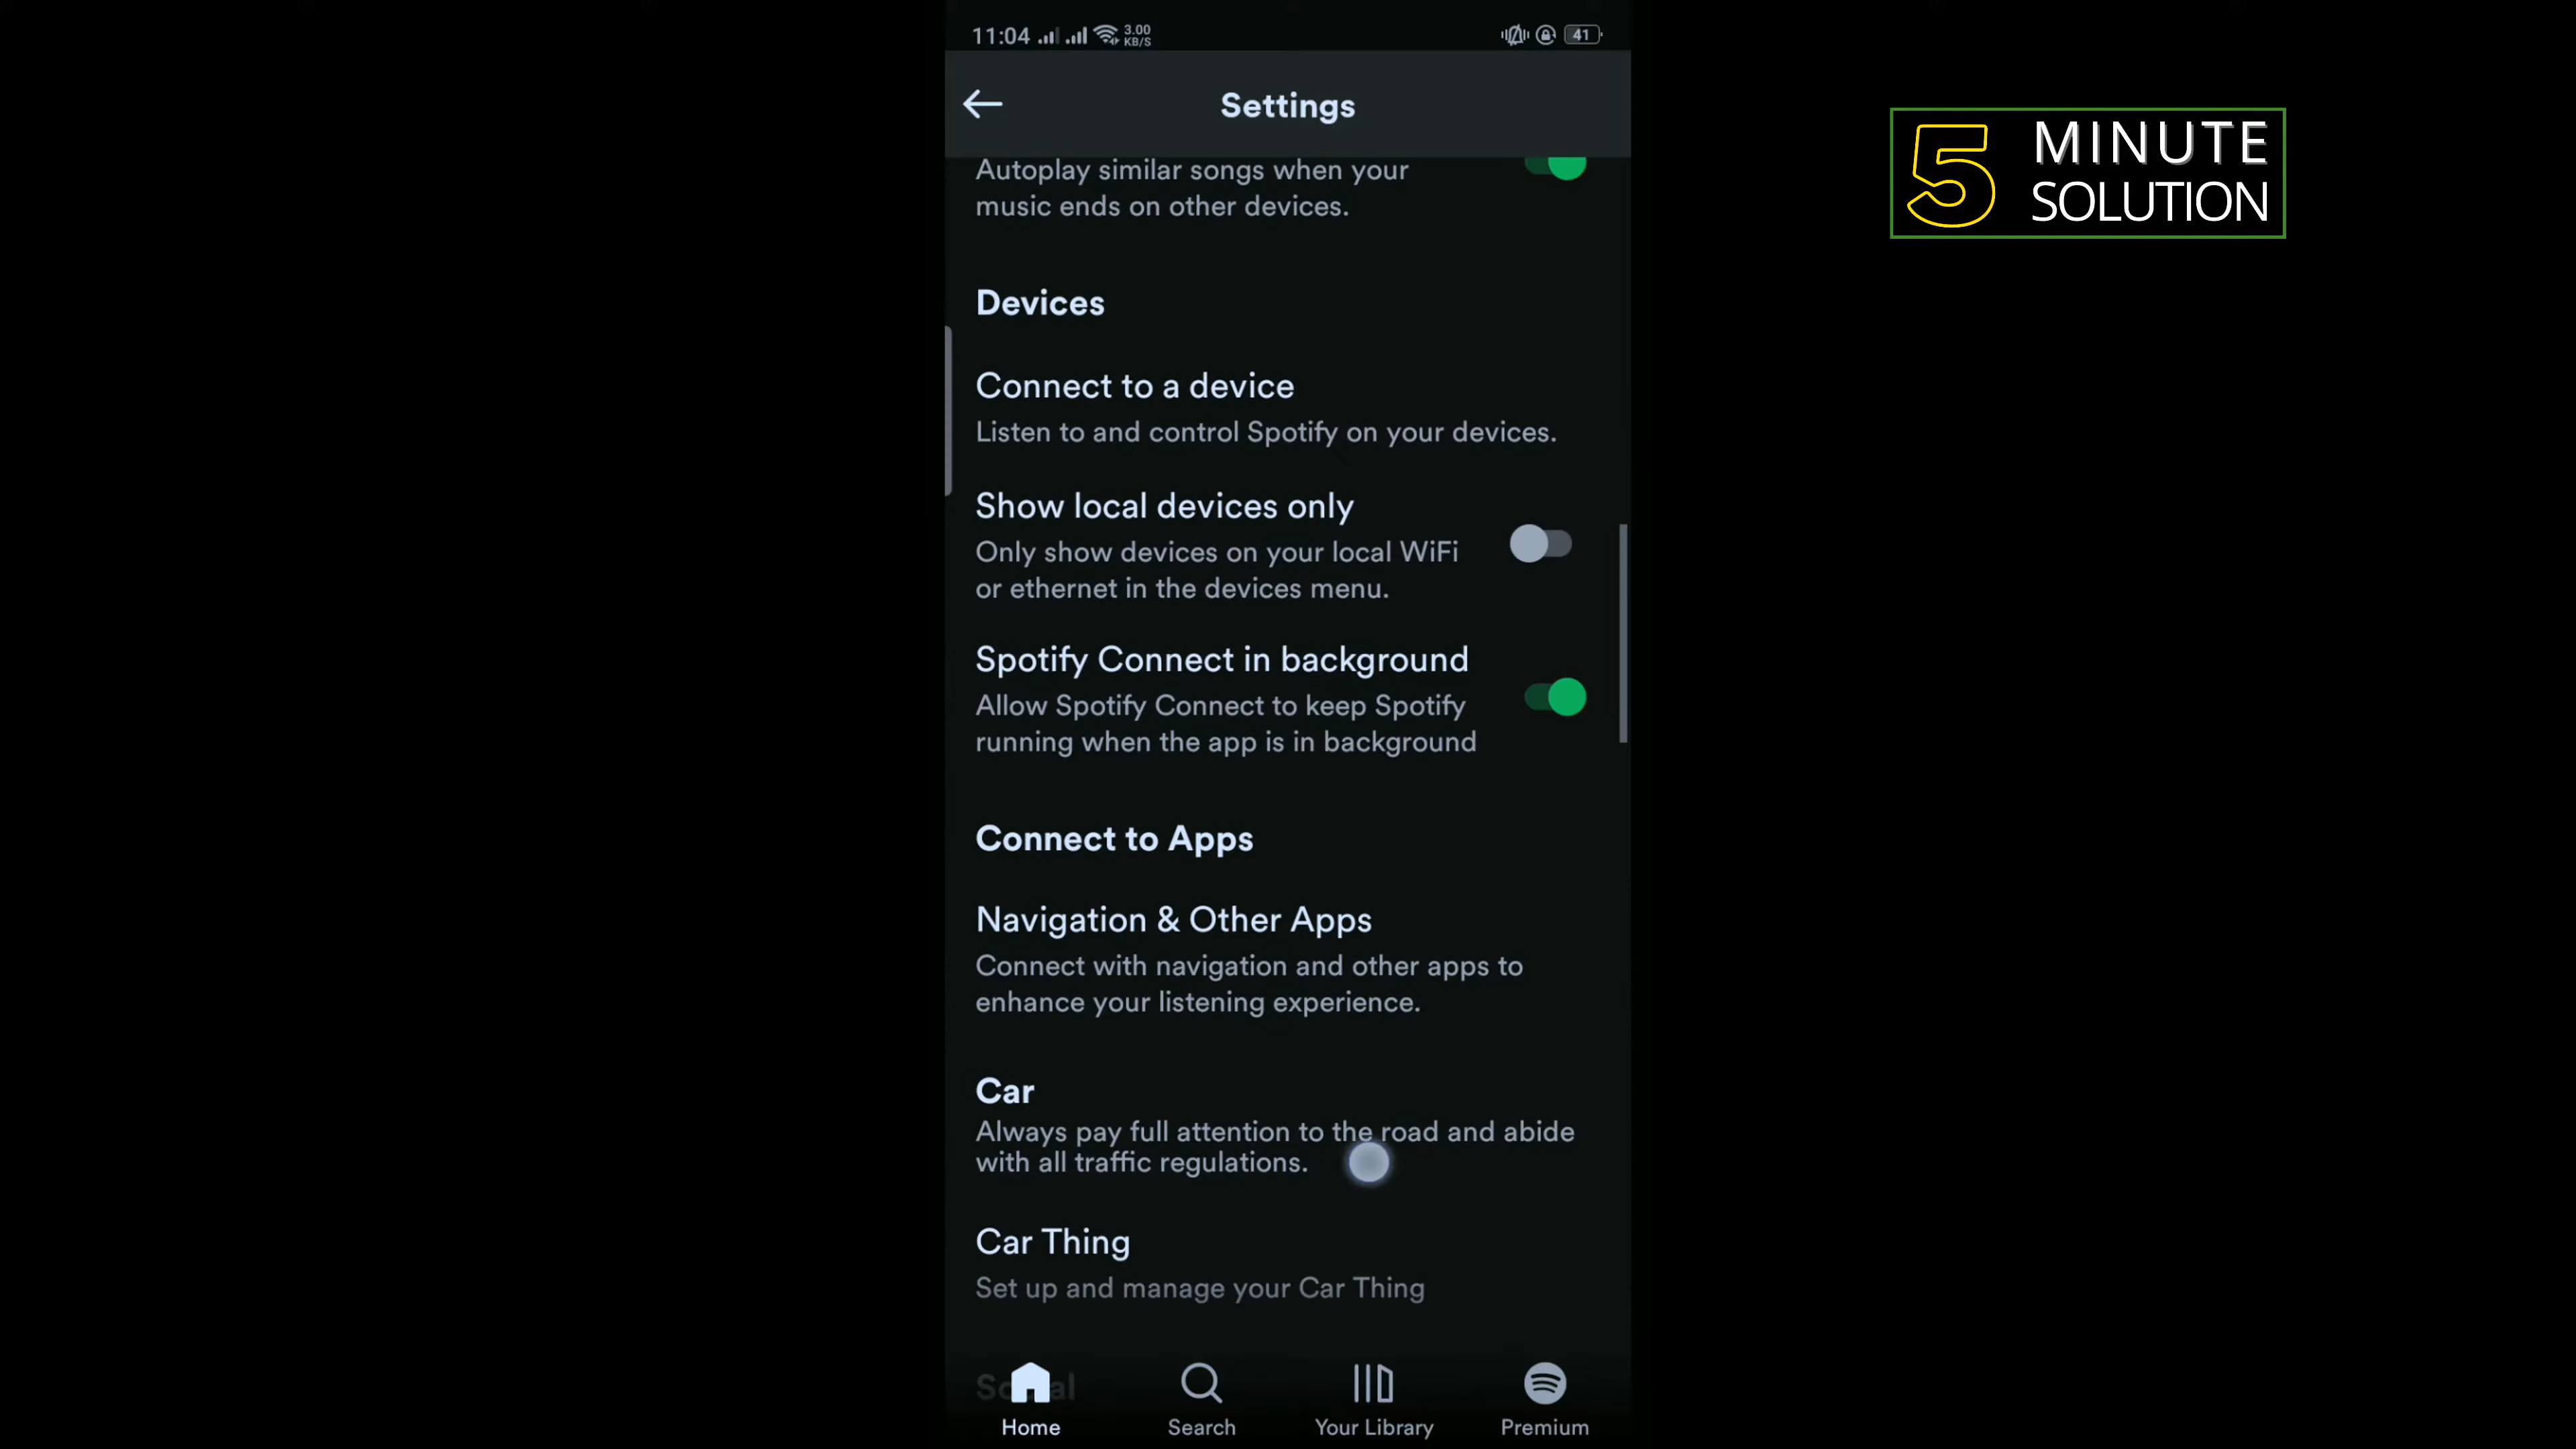 11:04 3.00 KB/S 41
Settings
5 MINUTE SOLUTION
Autoplay similar songs when your
music ends on other devices.
Devices
Connect to a device
Listen to and control Spotify on your devices.
Show local devices only
Only show devices on your local WiFi
or ethernet in the devices menu.
Spotify Connect in background
Allow Spotify Connect to keep Spotify
running when the app is in background
Connect to Apps
Navigation & Other Apps
Connect with navigation and other apps to
enhance your listening experience.
Car
Always pay full attention to the road and abide
with all traffic regulations.
Car Thing
Set up and manage your Car Thing
Home Search Your Library Premium